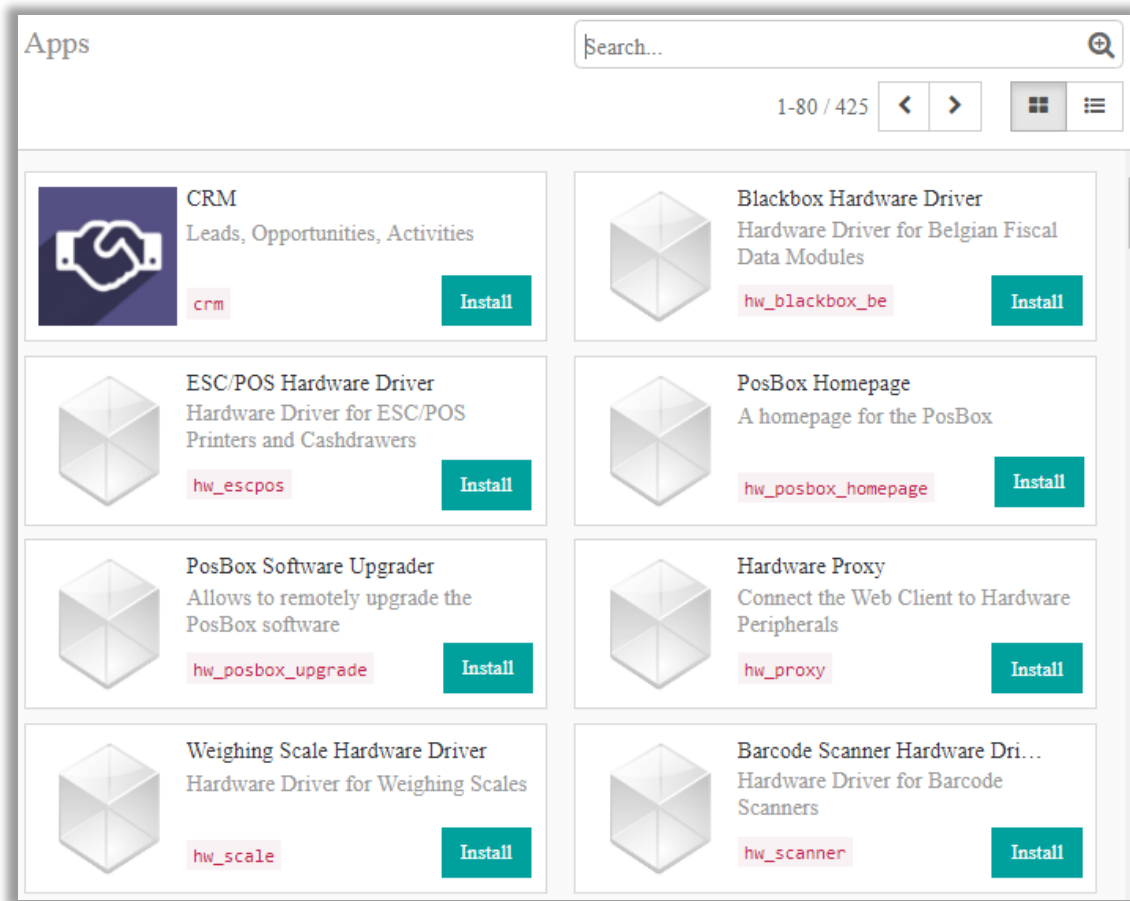 Apps
Search...
1-80 / 425
CRM
Leads, Opportunities, Activities
crm
Install
Blackbox Hardware Driver
Hardware Driver for Belgian Fiscal
Data Modules
hw_blackbox_be
Install
ESC/POS Hardware Driver
Hardware Driver for ESC/POS
Printers and Cashdrawers
hw_escpos
Install
PosBox Homepage
A homepage for the PosBox
hw_posbox_homepage
Install
PosBox Software Upgrader
Allows to remotely upgrade the
PosBox software
hw_posbox_upgrade
Install
Hardware Proxy
Connect the Web Client to Hardware
Peripherals
hw_proxy
Install
Weighing Scale Hardware Driver
Hardware Driver for Weighing Scales
hw_scale
Install
Barcode Scanner Hardware Dri...
Hardware Driver for Barcode
Scanners
hw_scanner
Install